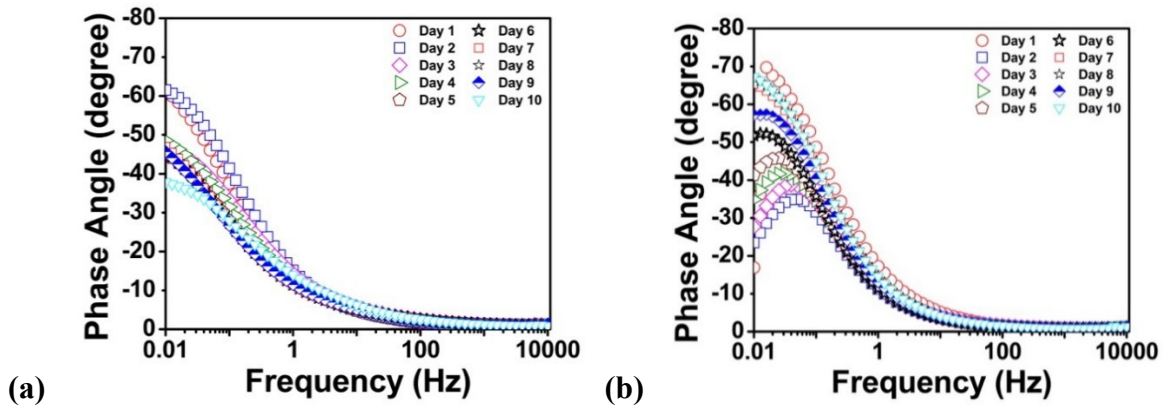 -80
-70
-60
-50
-40
-30
-20
-10
0
Phase Angle (degree)
Day 1 Day 6
Day 2 Day 7
Day 3 Day 8
Day 4 Day 9
Day 5 Day 10
0.01 1 100 10000
Frequency (Hz)
(a)
-80
-70
-60
-50
-40
-30
-20
-10
0
Phase Angle (degree)
Day 1 Day 6
Day 2 Day 7
Day 3 Day 8
Day 4 Day 9
Day 5 Day 10
0.01 1 100 10000
Frequency (Hz)
(b)